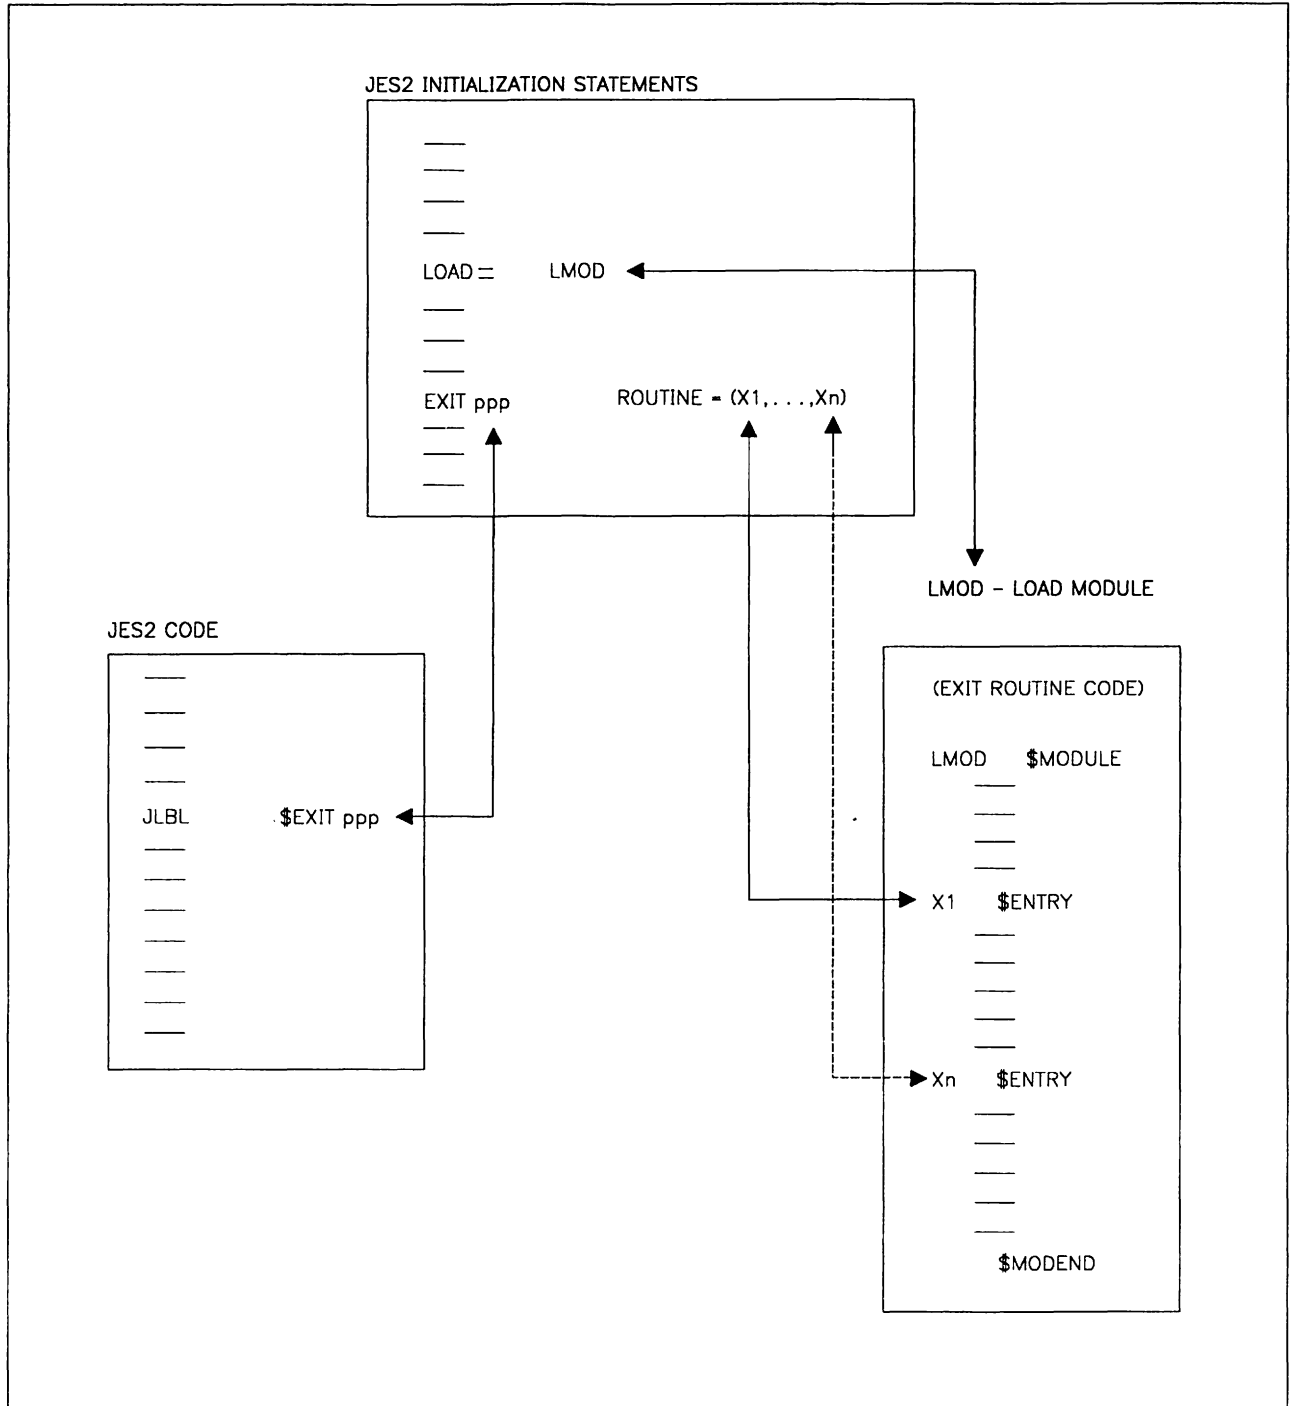 JES2 INITIALIZATION STATEMENTS
LOAD = LMOD
EXIT ppp ROUTINE = (X1,...,Xn)
LMOD - LOAD MODULE
JES2 CODE
(EXIT ROUTINE CODE)
LMOD $MODULE
JLBL $EXIT ppp
X1 $ENTRY
Xn $ENTRY
$MODEND